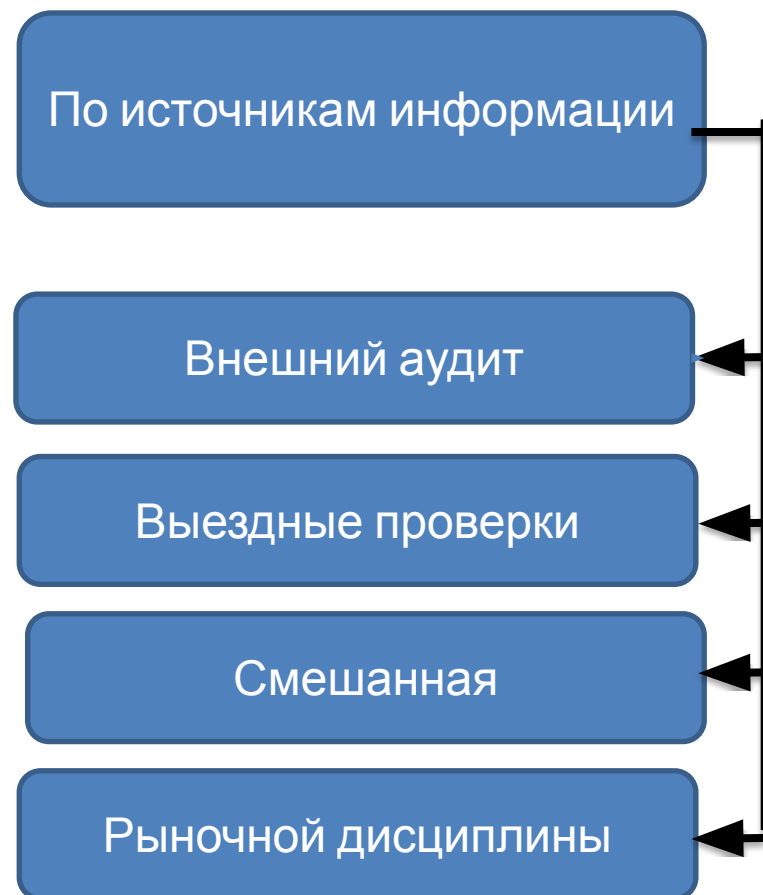 По источникам информации
Внешний аудит
Выездные проверки
Смешанная
Рыночной дисциплины